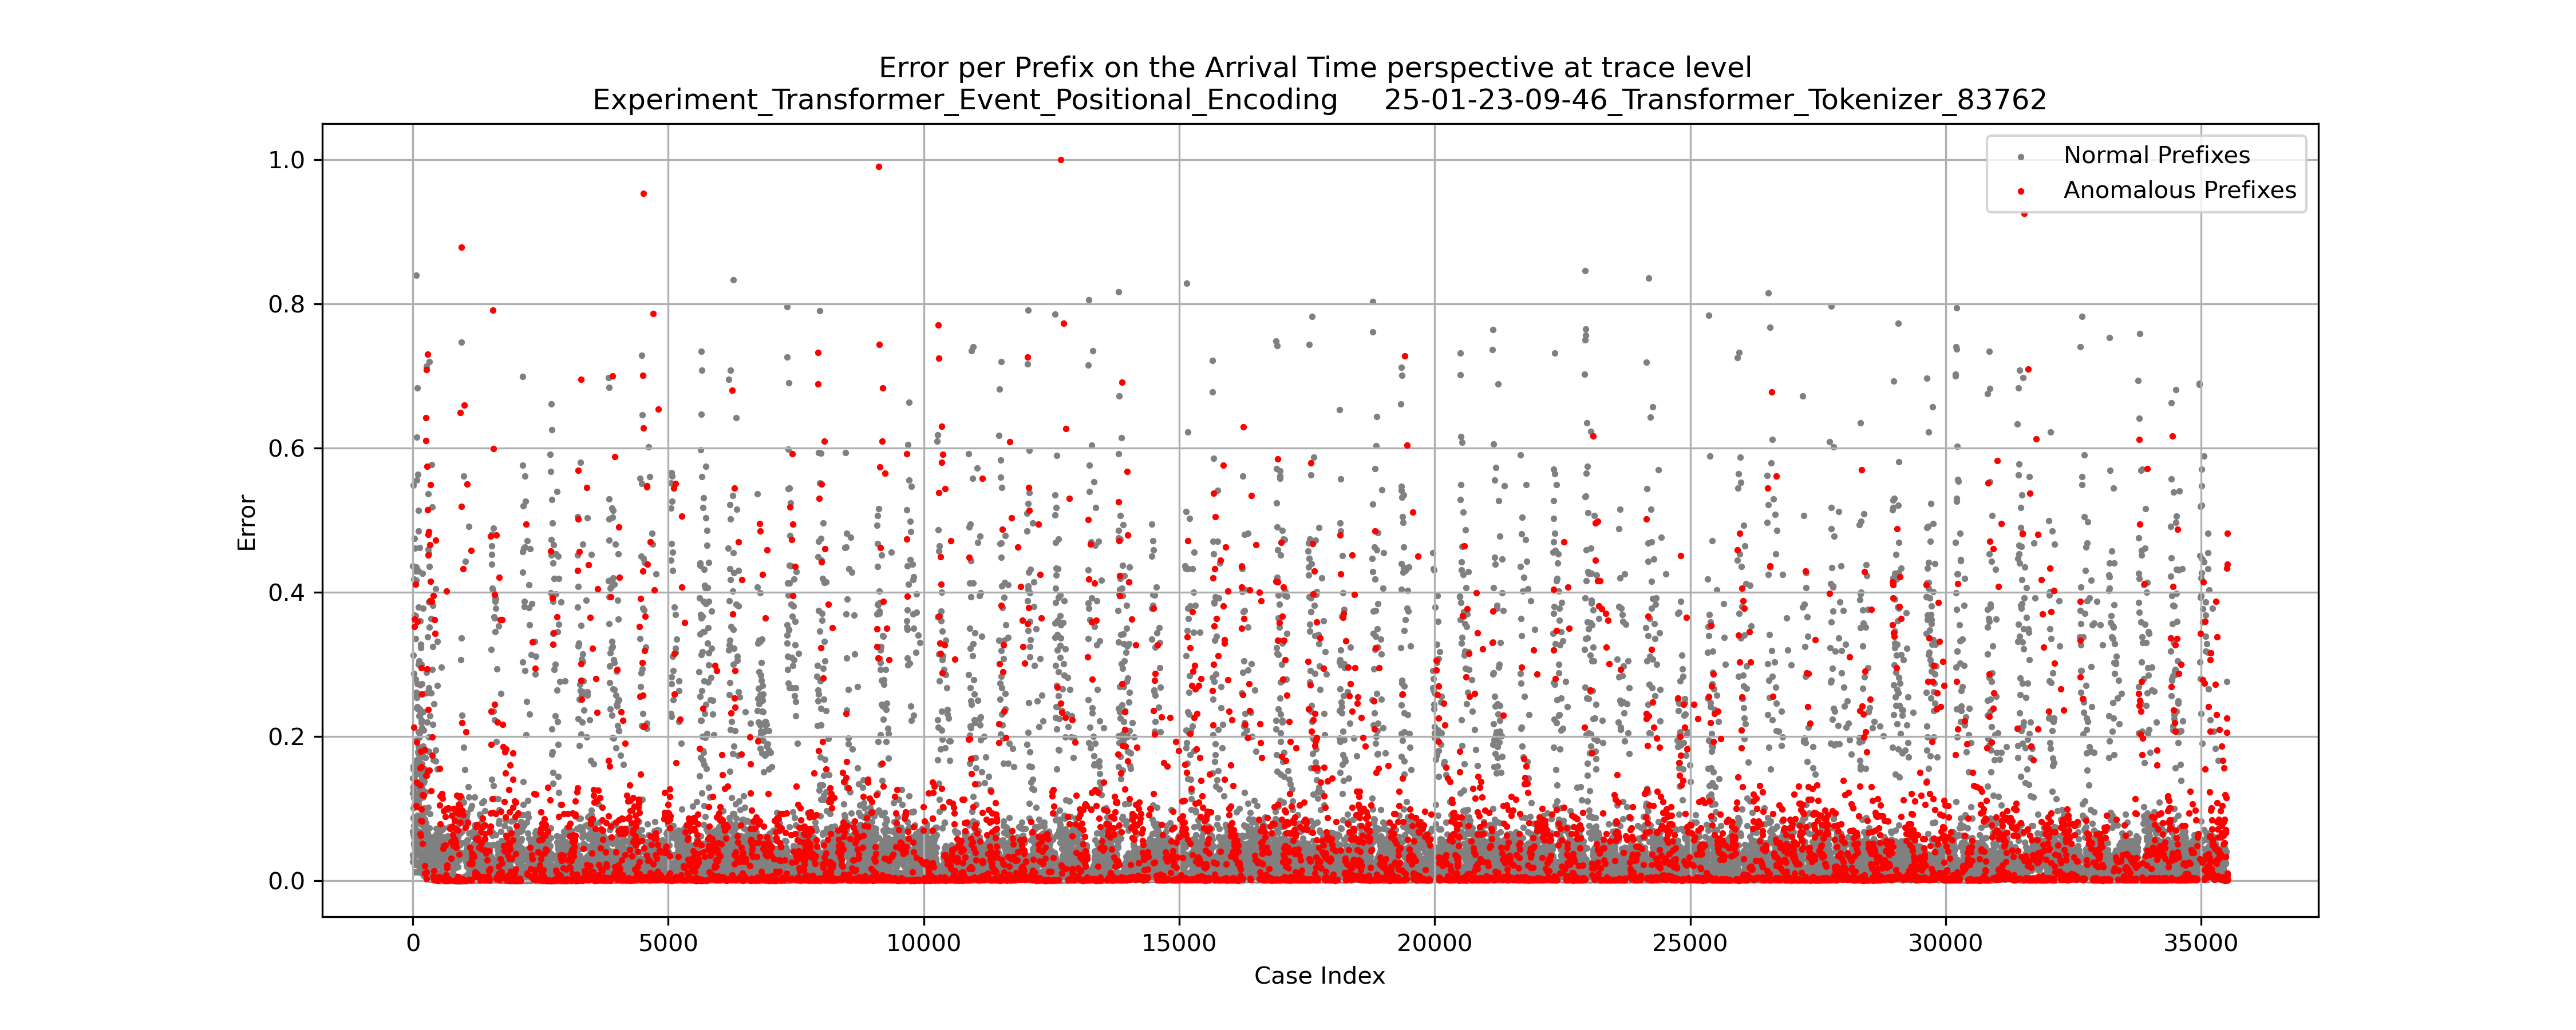 Error per Prefix on the Arrival Time perspective at trace level
Experiment_Transformer_Event_Positional_Encoding 25-01-23-09-46_Transformer_Tokenizer_83762
Normal Prefixes
Anomalous Prefixes
1.0
0.8
0.6
0.4
0.2
0.0
Error
0 5000 10000 15000 20000 25000 30000 35000
Case Index